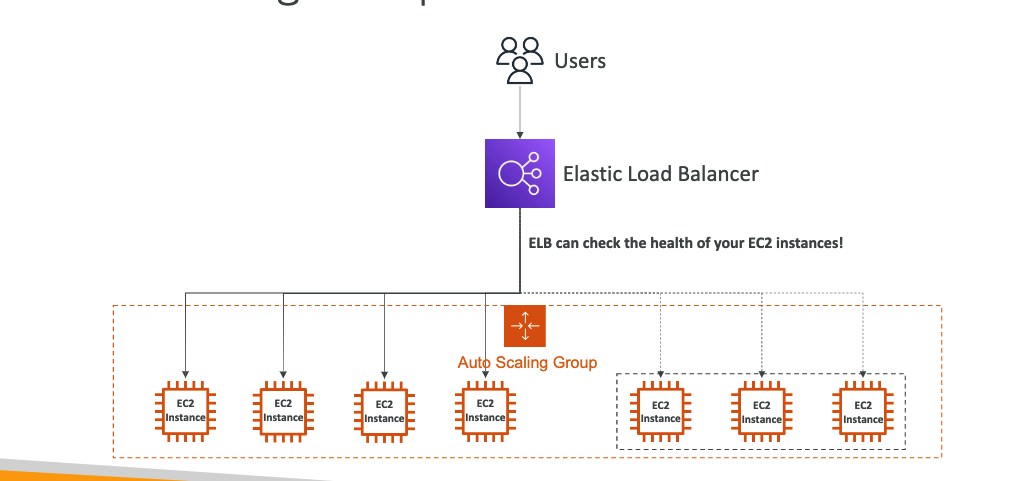 Users
Elastic Load Balancer
ELB can check the health of your EC2 instances!
Auto Scaling Group
EC2
Instance
EC2
Instance
EC2
Instance
EC2
Instance
EC2
Instance
EC2
Instance
EC2
Instance